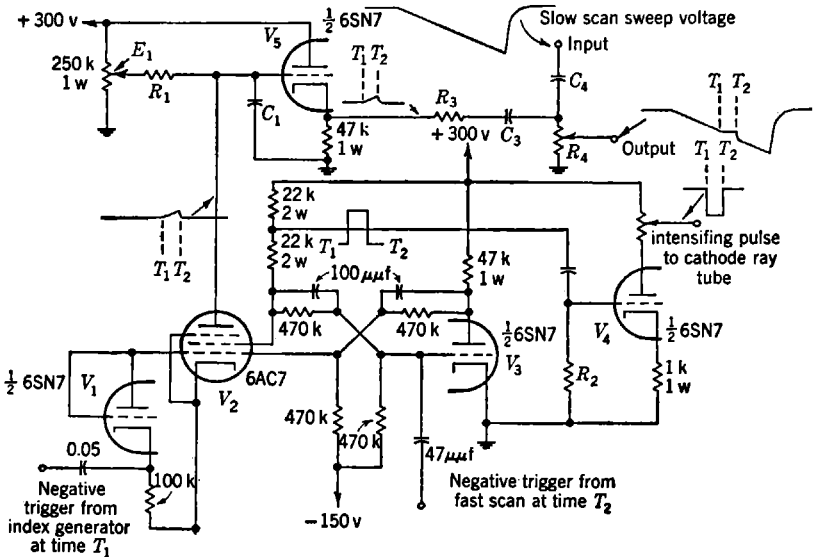 + 300 v
V5
½ 6SN7
Slow scan sweep voltage
Input
E1
250 k
1 w
R1
C1
T1 T2
47 k
1 w
R3
C3
+ 300 v
C4
R4
Output
T1 T2
T1 T2
22 k
2 w
22 k
2 w
T1 T2
T1 T2
100 μμf
47 k
1 w
intensifing pulse
to cathode ray
tube
470 k
470 k
½ 6SN7
V3
V4
½ 6SN7
½ 6SN7
V1
V2
6AC7
R2
1 k
1 w
470 k
470 k
47 μμf
0.05
100 k
Negative
trigger from
index generator
at time T1
− 150 v
Negative trigger from
fast scan at time T2